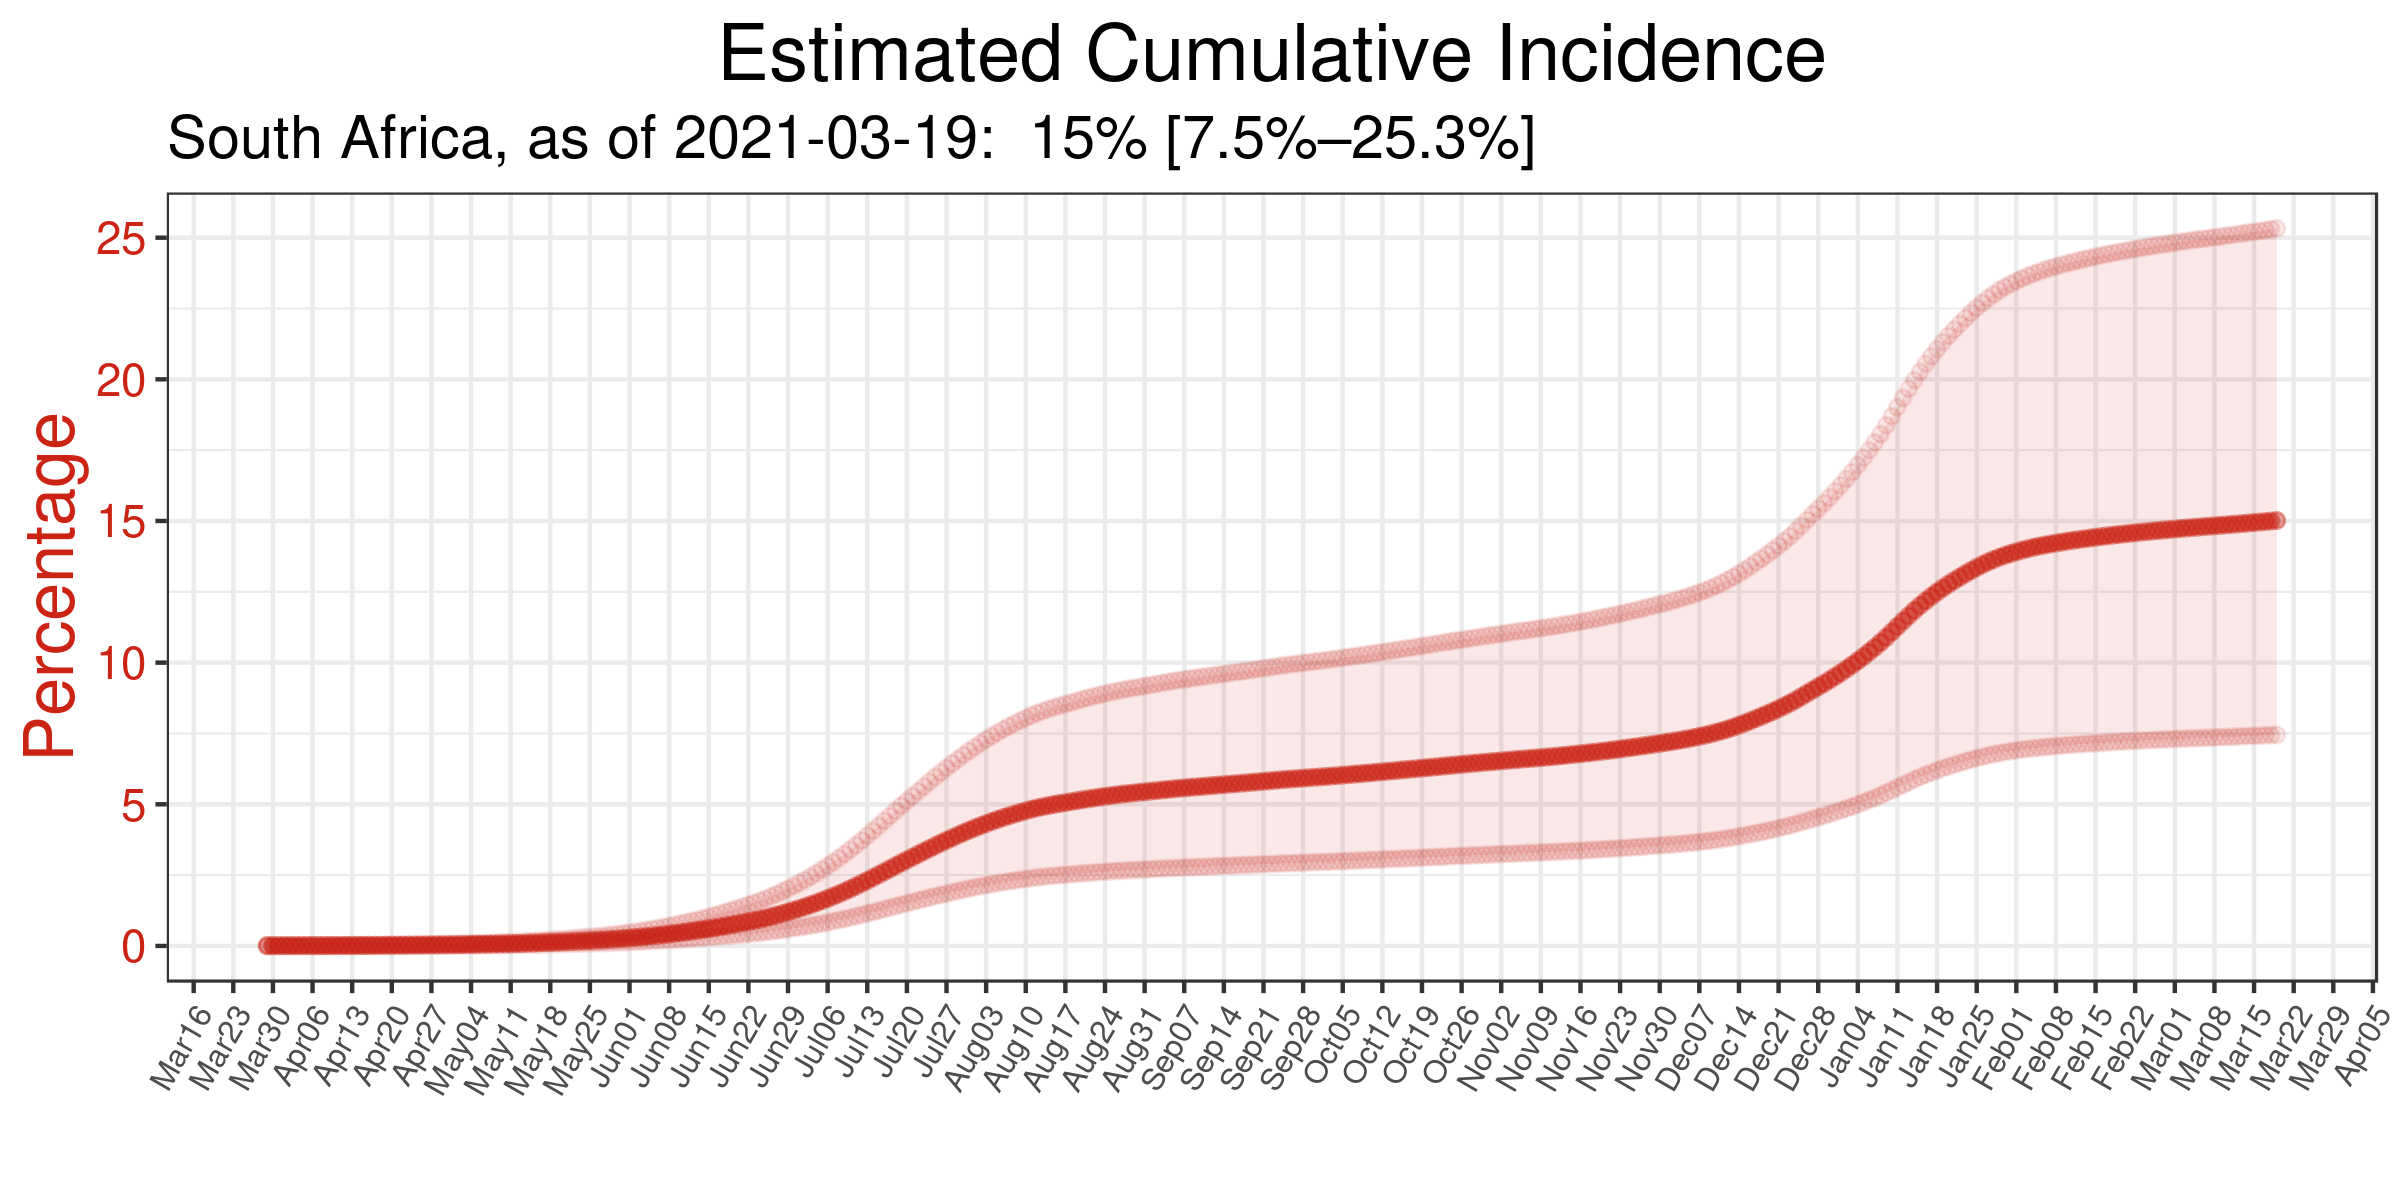 Estimated Cumulative Incidence
South Africa, as of 2021-03-19: 15% [7.5%–25.3%]
Percentage
25
20
15
10
5
0
Mar16
Mar23
Mar30
Apr06
Apr13
Apr20
Apr27
May04
May11
May18
May25
Jun01
Jun08
Jun15
Jun22
Jun29
Jul06
Jul13
Jul20
Jul27
Aug03
Aug10
Aug17
Aug24
Aug31
Sep07
Sep14
Sep21
Sep28
Oct05
Oct12
Oct19
Oct26
Nov02
Nov09
Nov16
Nov23
Nov30
Dec07
Dec14
Dec21
Dec28
Dec04
Jan11
Jan18
Jan25
Feb01
Feb08
Feb15
Feb22
Mar01
Mar08
Mar15
Mar22
Mar29
Apr05